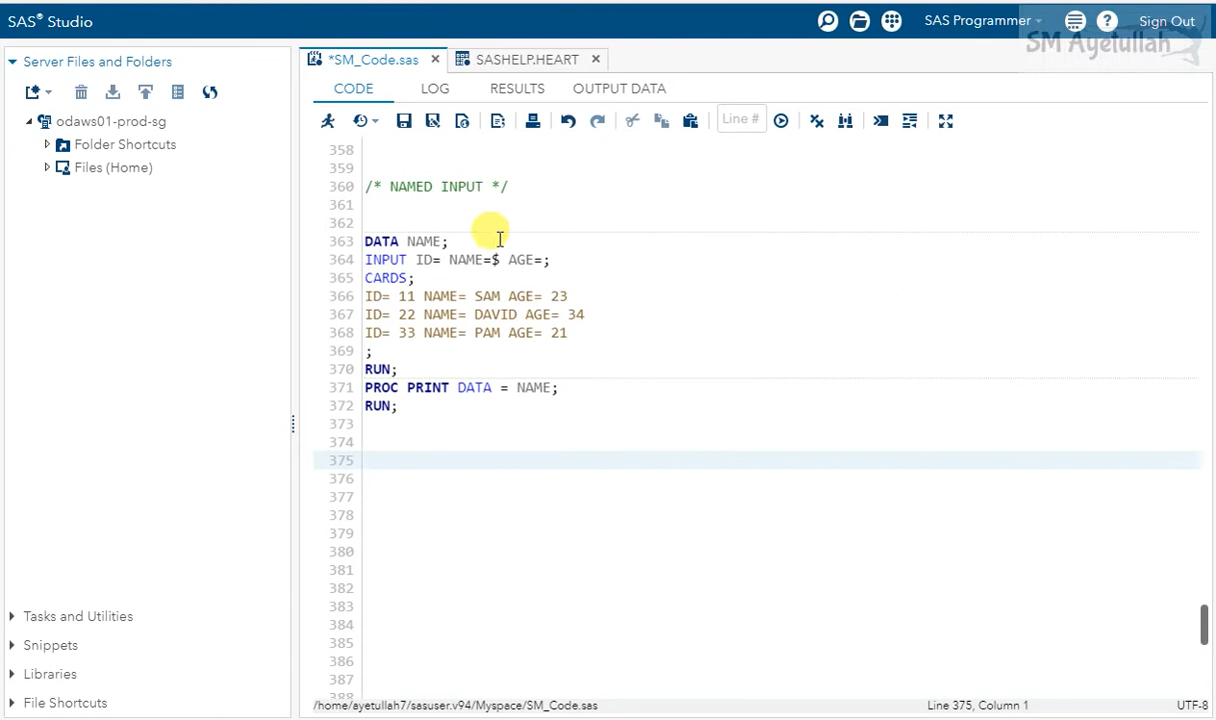 SAS® Studio
SAS Programmer
Sign Out
SM Ayetullah
Server Files and Folders
odaws01-prod-sg
Folder Shortcuts
Files (Home)
Tasks and Utilities
Snippets
Libraries
File Shortcuts
*SM_Code.sas
SASHELP.HEART
CODE LOG RESULTS OUTPUT DATA
Line #
358
359
360 /* NAMED INPUT */
361
362
363 DATA NAME;
364 INPUT ID= NAME=$ AGE=;
365 CARDS;
366 ID= 11 NAME= SAM AGE= 23
367 ID= 22 NAME= DAVID AGE= 34
368 ID= 33 NAME= PAM AGE= 21
369 ;
370 RUN;
371 PROC PRINT DATA = NAME;
372 RUN;
373
374
375
376
377
378
379
380
381
382
383
384
385
386
387
388
/home/ayetullah7/sasuser.v94/Myspace/SM_Code.sas
Line 375, Column 1
UTF-8